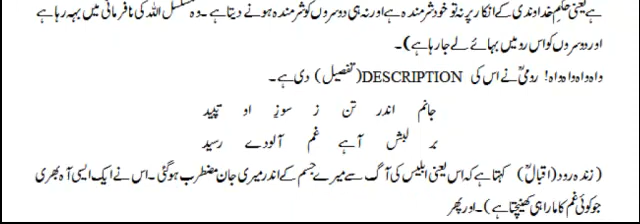 ہے یعنی حکمِ خداوندی کے انکار پر نہ تو خود شرمندہ ہے اور نہ ہی دوسروں کو شرمندہ ہونے دیتا ہے۔ وہ مسلسل اللہ کی نافرمانی میں بہہ رہا ہے
اور دوسروں کو اس رو میں بہائے لے جا رہا ہے)۔
واہ واہ واہ واہ! رومیؒ نے اس کی DESCRIPTION (تفصیل) دی ہے۔
جانم اندر تن ز سوزِ او تپید
بر لبش آہے غم آلودے رسید
(زندہ رود (اقبالؒ) کہتا ہے کہ اس یعنی ابلیس کی آگ سے میرے جسم کے اندر میری جان مضطرب ہو گئی۔ اس نے ایک ایسی آہ بھری
جو کوئی غم کا مارا ہی کھینچتا ہے)۔ اور پھر